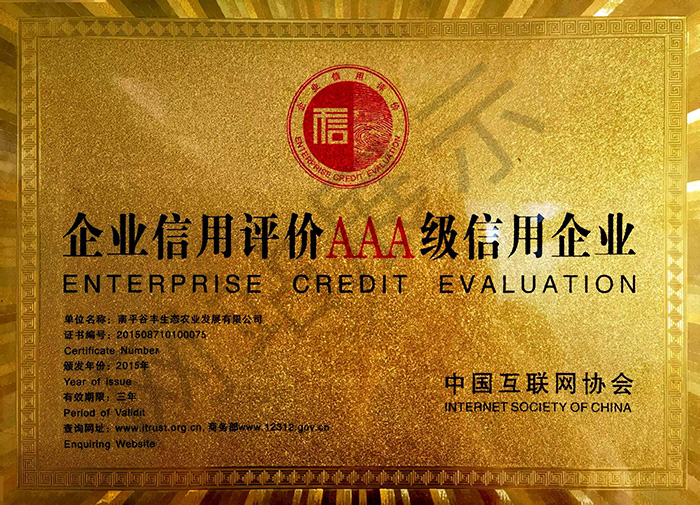 企业信用评价
信
ENTERPRISE CREDIT EVALUATION
企业信用评价AAA级信用企业
ENTERPRISE CREDIT EVALUATION
单位名称：南平谷丰生态农业发展有限公司
证书编号：201508710100075
Certificate Number
颁发年份：2015年
Year of issue
有效期限：三年
Period of Validit
查询网址：www.itrust.org.cn, 商务部www.12312.gov.cn
Enquiring Website
中国互联网协会
INTERNET SOCIETY OF CHINA
示